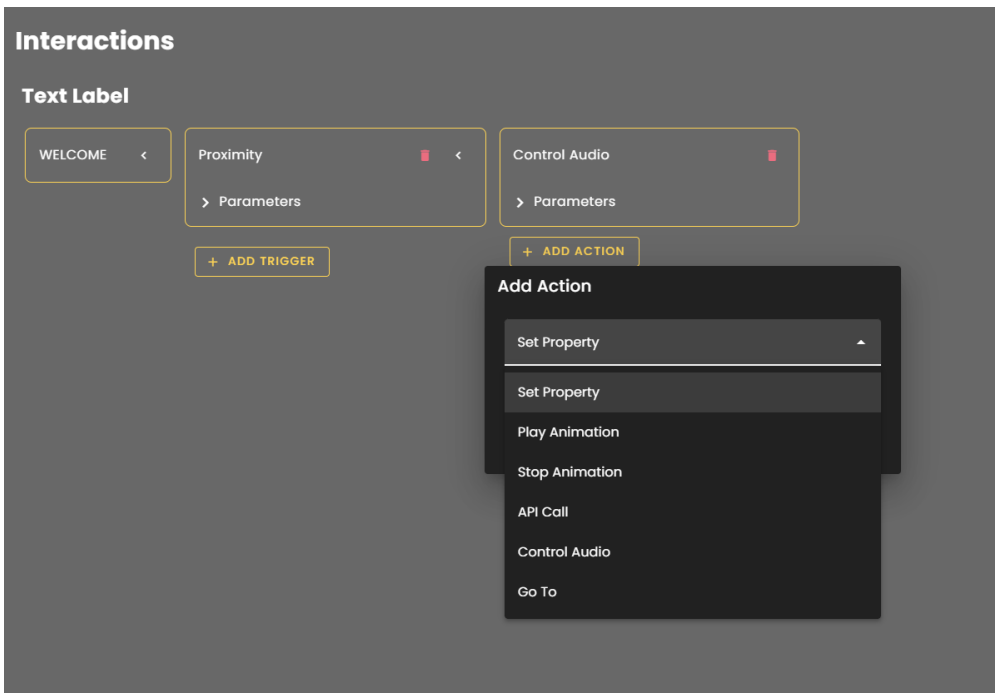 Interactions
Text Label
WELCOME
Proximity
Parameters
+ ADD TRIGGER
Control Audio
Parameters
+ ADD ACTION
Add Action
Set Property
Set Property
Play Animation
Stop Animation
API Call
Control Audio
Go To